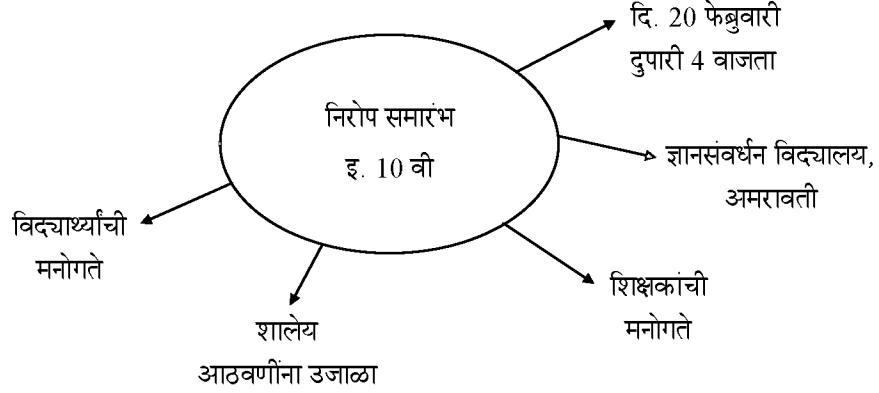 दि. 20 फेब्रुवारी
दुपारी 4 वाजता
निरोप समारंभ
इ. 10 वी
ज्ञानसंवर्धन विद्यालय,
अमरावती
विद्यार्थ्यांची
मनोगते
शिक्षकांची
मनोगते
शालेय
आठवणींना उजाळा